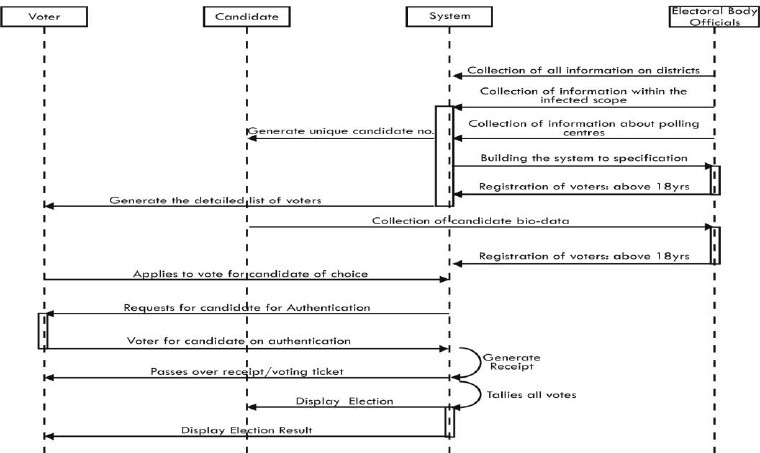 Voter
Candidate
System
Electoral Body
Officials
Collection of all information on districts
Collection of information within the
infected scope
Generate unique candidate no.
Collection of information about polling
centres
Building the system to specification
Registration of voters: above 18yrs
Generate the detailed list of voters
Collection of candidate bio-data
Registration of voters: above 18yrs
Applies to vote for candidate of choice
Requests for candidate for Authentication
Voter for candidate on authentication
Generate
Receipt
Passes over receipt/voting ticket
Tallies all votes
Display Election
Display Election Result